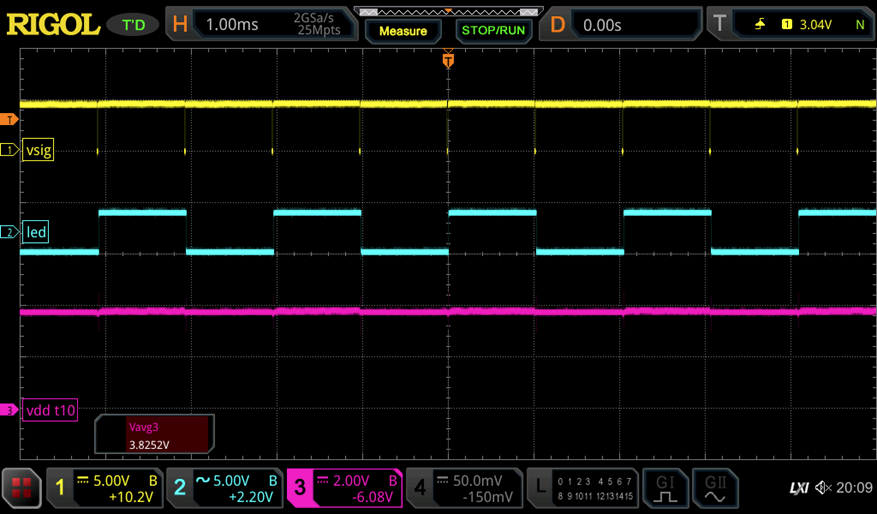 RIGOL T'D H 1.00ms 2GSa/s 25Mpts Measure STOP/RUN D 0.00s T 1 3.04V N
T
T
1 vsig
2 led
3 vdd t10
Vavg3
3.8252V
1 5.00V B +10.2V 2 5.00V B +2.20V 3 2.00V B -6.08V 4 50.0mV -150mV L 0 1 2 3 4 5 6 7 8 9 10 11 12 13 14 15 GI GII LXI 20:09